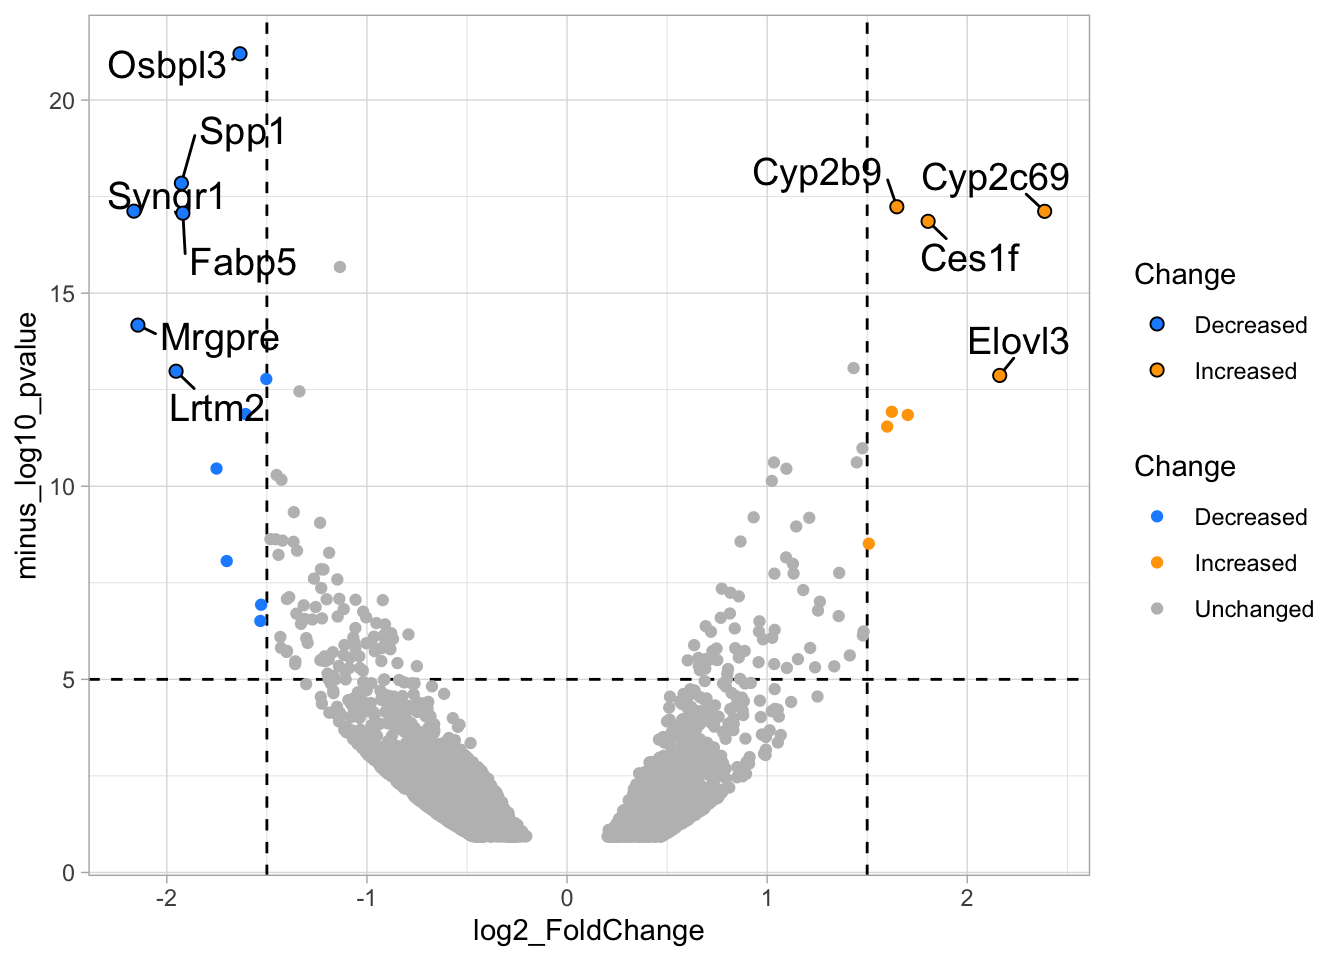 Osbpl3
Spp1
Syngr1
Fabp5
Mrgpre
Lrtm2
Cyp2b9
Cyp2c69
Ces1f
Elovl3
20
15
10
5
0
minus_log10_pvalue
-2
-1
0
1
2
log2_FoldChange
Change
Decreased
Increased
Change
Decreased
Increased
Unchanged